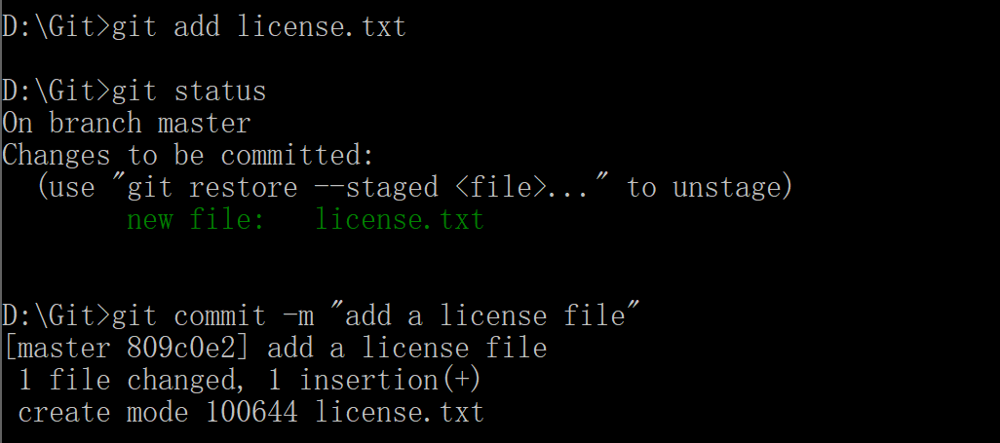 D:\Git>git add license.txt
D:\Git>git status
On branch master
Changes to be committed:
  (use "git restore --staged <file>..." to unstage)
        new file:   license.txt
D:\Git>git commit -m "add a license file"
[master 809c0e2] add a license file
 1 file changed, 1 insertion(+)
 create mode 100644 license.txt